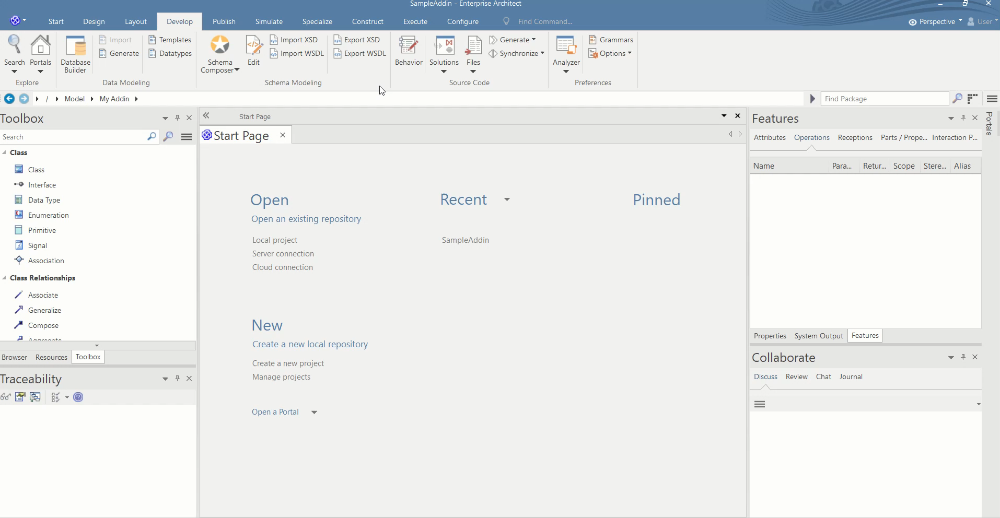 SampleAddin - Enterprise Architect
Start
Design
Layout
Develop
Publish
Simulate
Specialize
Construct
Execute
Configure
Find Command...
Perspective
User
Search
Portals
Explore
Database
Builder
Import
Generate
Templates
Datatypes
Data Modeling
Schema
Composer
Edit
Import XSD
Import WSDL
Export XSD
Export WSDL
Schema Modeling
Behavior
Solutions
Files
Generate
Synchronize
Source Code
Analyzer
Grammars
Options
Preferences
/
Model
My Addin
Find Package
Toolbox
Search
Class
Class
Interface
Data Type
Enumeration
Primitive
Signal
Association
Class Relationships
Associate
Generalize
Compose
Aggregate
Browser
Resources
Toolbox
Traceability
Start Page
Start Page
Open
Open an existing repository
Local project
Server connection
Cloud connection
Recent
SampleAddin
Pinned
New
Create a new local repository
Create a new project
Manage projects
Open a Portal
Features
Attributes
Operations
Receptions
Parts / Prope...
Interaction P...
Name
Para...
Retur...
Scope
Stere...
Alias
Properties
System Output
Features
Collaborate
Discuss
Review
Chat
Journal
Portals